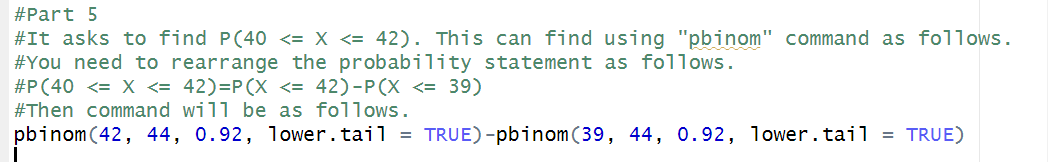 #Part 5
#It asks to find P(40 <= X <= 42). This can find using "pbinom" command as follows.
#You need to rearrange the probability statement as follows.
#P(40 <= X <= 42)=P(X <= 42)-P(X <= 39)
#Then command will be as follows.
pbinom(42, 44, 0.92, lower.tail = TRUE)-pbinom(39, 44, 0.92, lower.tail = TRUE)